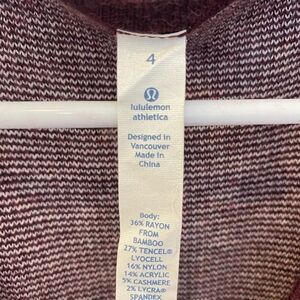 4
lululemon
athletica
Designed in
Vancouver
Made in
China
Body:
36% RAYON
FROM
BAMBOO
27% TENCEL®
LYOCELL
16% NYLON
14% ACRYLIC
5% CASHMERE
2% LYCRA®
SPANDEX